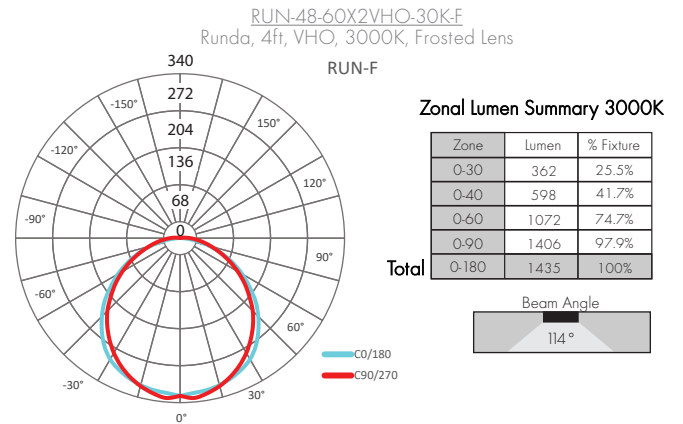 RUN-48-60X2VHO-30K-F
Runda, 4ft, VHO, 3000K, Frosted Lens
RUN-F
340
272
204
136
68
0
-150°
150°
-120°
120°
-90°
90°
-60°
60°
-30°
30°
0°
C0/180
C90/270
Zonal Lumen Summary 3000K
Zone Lumen % Fixture
0-30 362 25.5%
0-40 598 41.7%
0-60 1072 74.7%
0-90 1406 97.9%
Total 0-180 1435 100%
Beam Angle
114 °